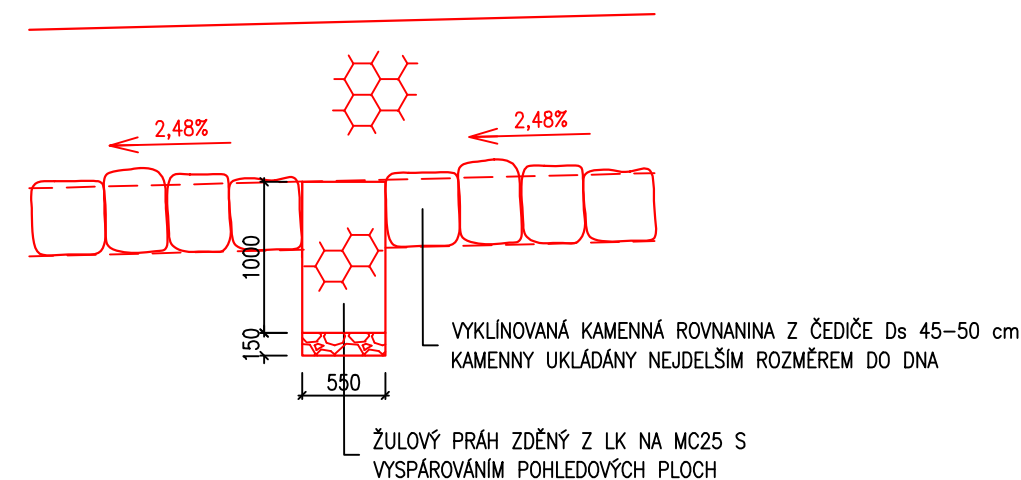 2,48%
2,48%
1000
150
550
VYKLÍNOVANÁ KAMENNÁ ROVNANINA Z ČEDIČE Ds 45–50 cm
KAMENNY UKLÁDÁNY NEJDELŠÍM ROZMĚREM DO DNA
ŽULOVÝ PRÁH ZDĚNÝ Z LK NA MC25 S
VYSPÁROVÁNÍM POHLEDOVÝCH PLOCH